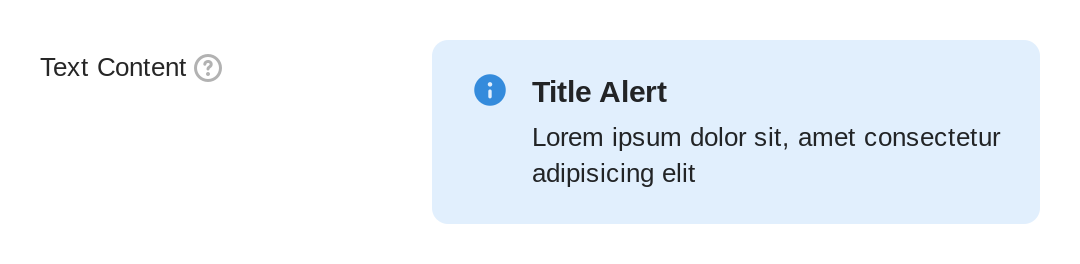 Text Content
Title Alert
Lorem ipsum dolor sit, amet consectetur
adipisicing elit